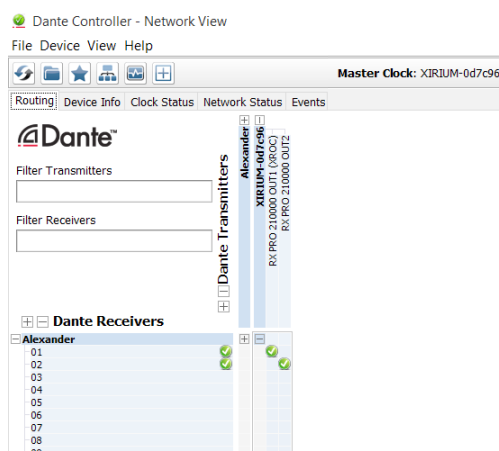 Dante Controller - Network View
File Device View Help
Master Clock: XIRIUM-0d7c96
Routing Device Info Clock Status Network Status Events
Dante™
Filter Transmitters
Filter Receivers
Dante Transmitters
Alexander
XIRIUM-0d7c96
RX PRO 210000 OUT1 (XROC)
RX PRO 210000 OUT2
Dante Receivers
Alexander
01
02
03
04
05
06
07
08